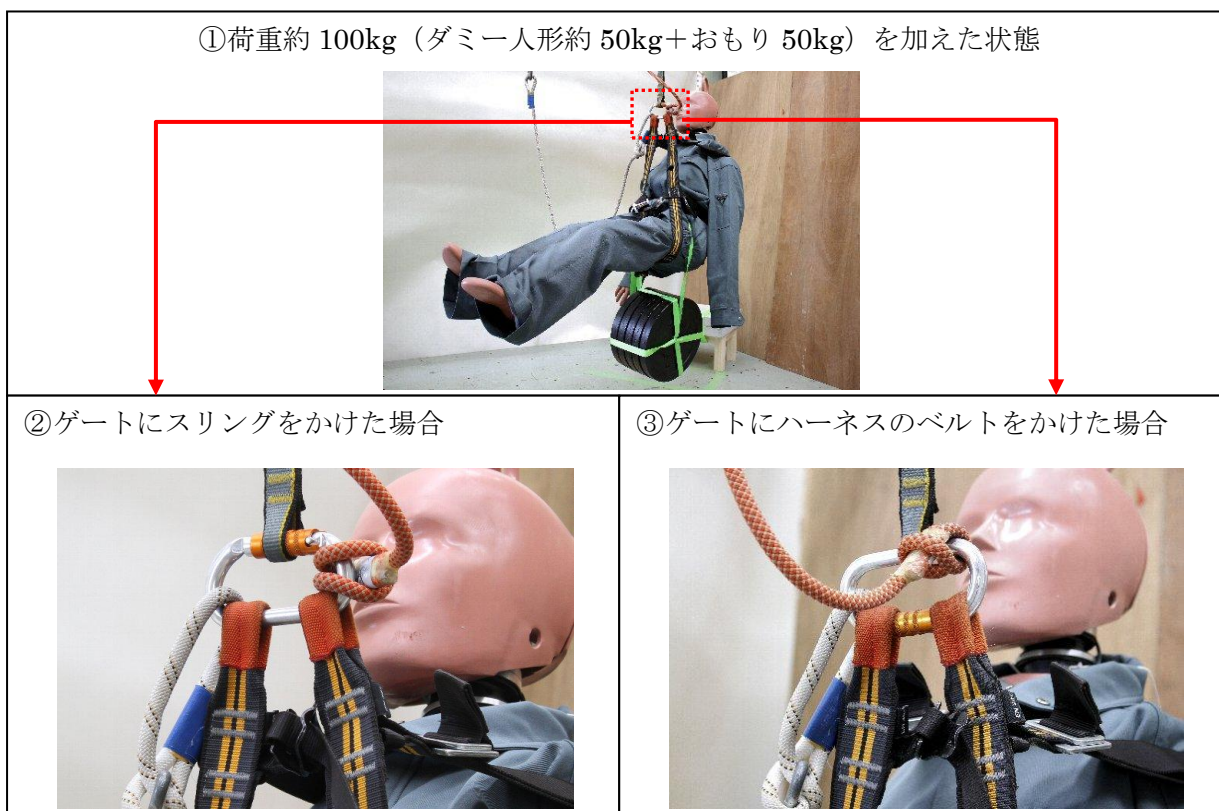 ①荷重約 100kg（ダミー人形約 50kg＋おもり 50kg）を加えた状態
②ゲートにスリングをかけた場合
③ゲートにハーネスのベルトをかけた場合